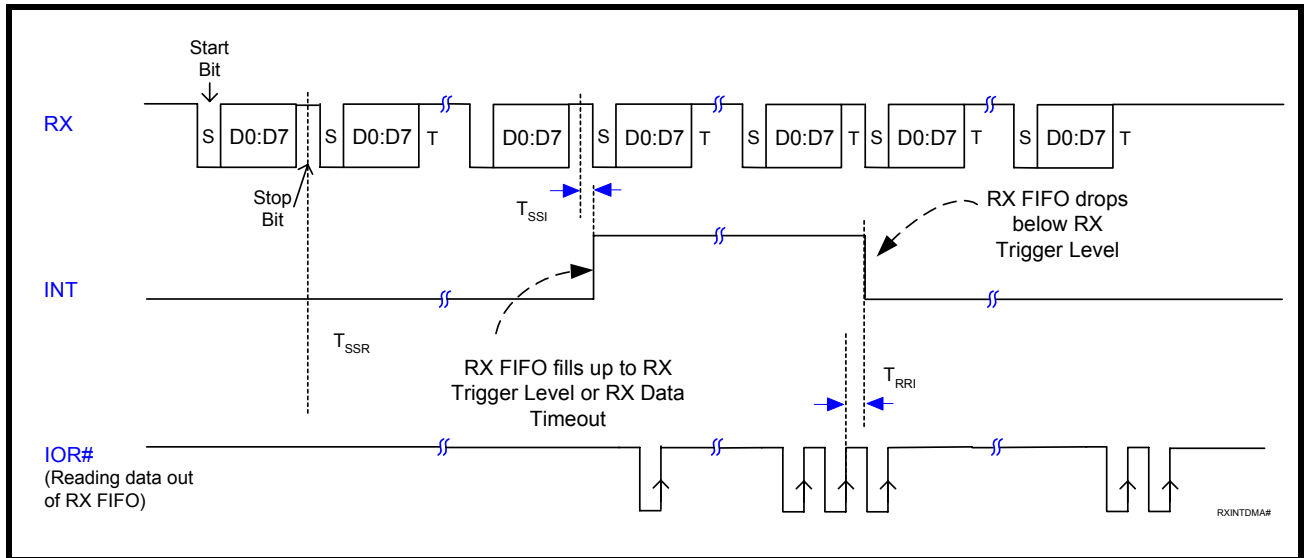 Start
Bit
RX
S D0:D7 S D0:D7 T D0:D7 S D0:D7 T S D0:D7 T S D0:D7 T S D0:D7 T
Stop
Bit
TSSI
RX FIFO drops
below RX
Trigger Level
INT
TSSR
RX FIFO fills up to RX
Trigger Level or RX Data
Timeout
TRRI
IOR#
(Reading data out
of RX FIFO)
RXINTDMA#